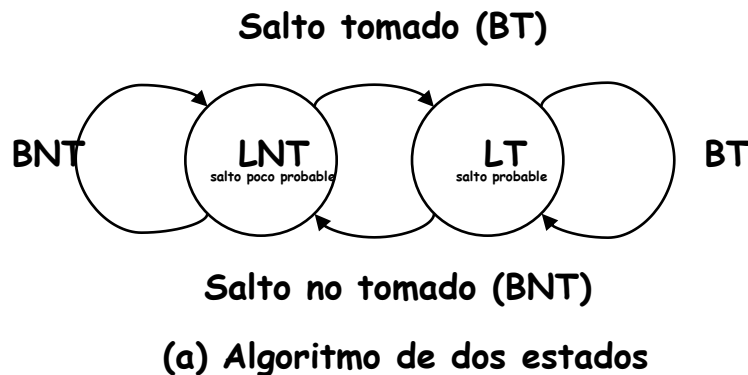 Salto tomado (BT)
BNT
LNT
salto poco probable
LT
salto probable
BT
Salto no tomado (BNT)
(a) Algoritmo de dos estados